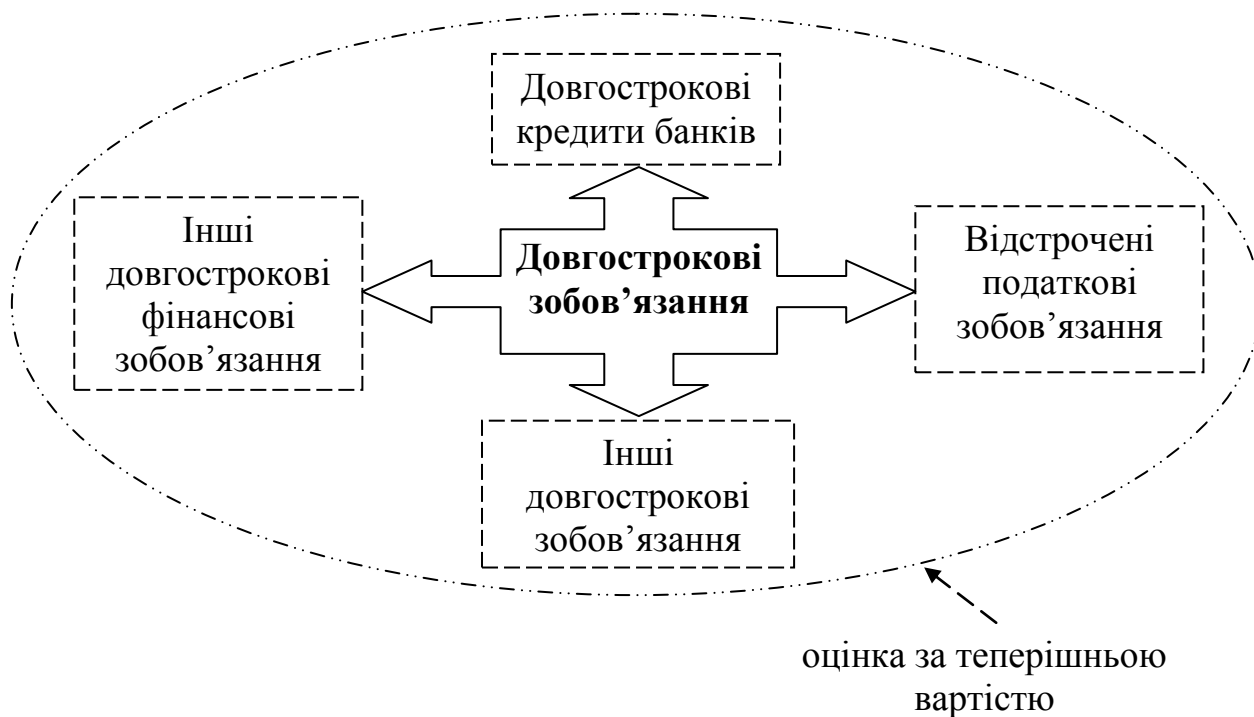 Довгострокові
кредити банків
Інші
довгострокові
фінансові
зобов’язання
Довгострокові
зобов’язання
Відстрочені
податкові
зобов’язання
Інші
довгострокові
зобов’язання
оцінка за теперішньою
вартістю